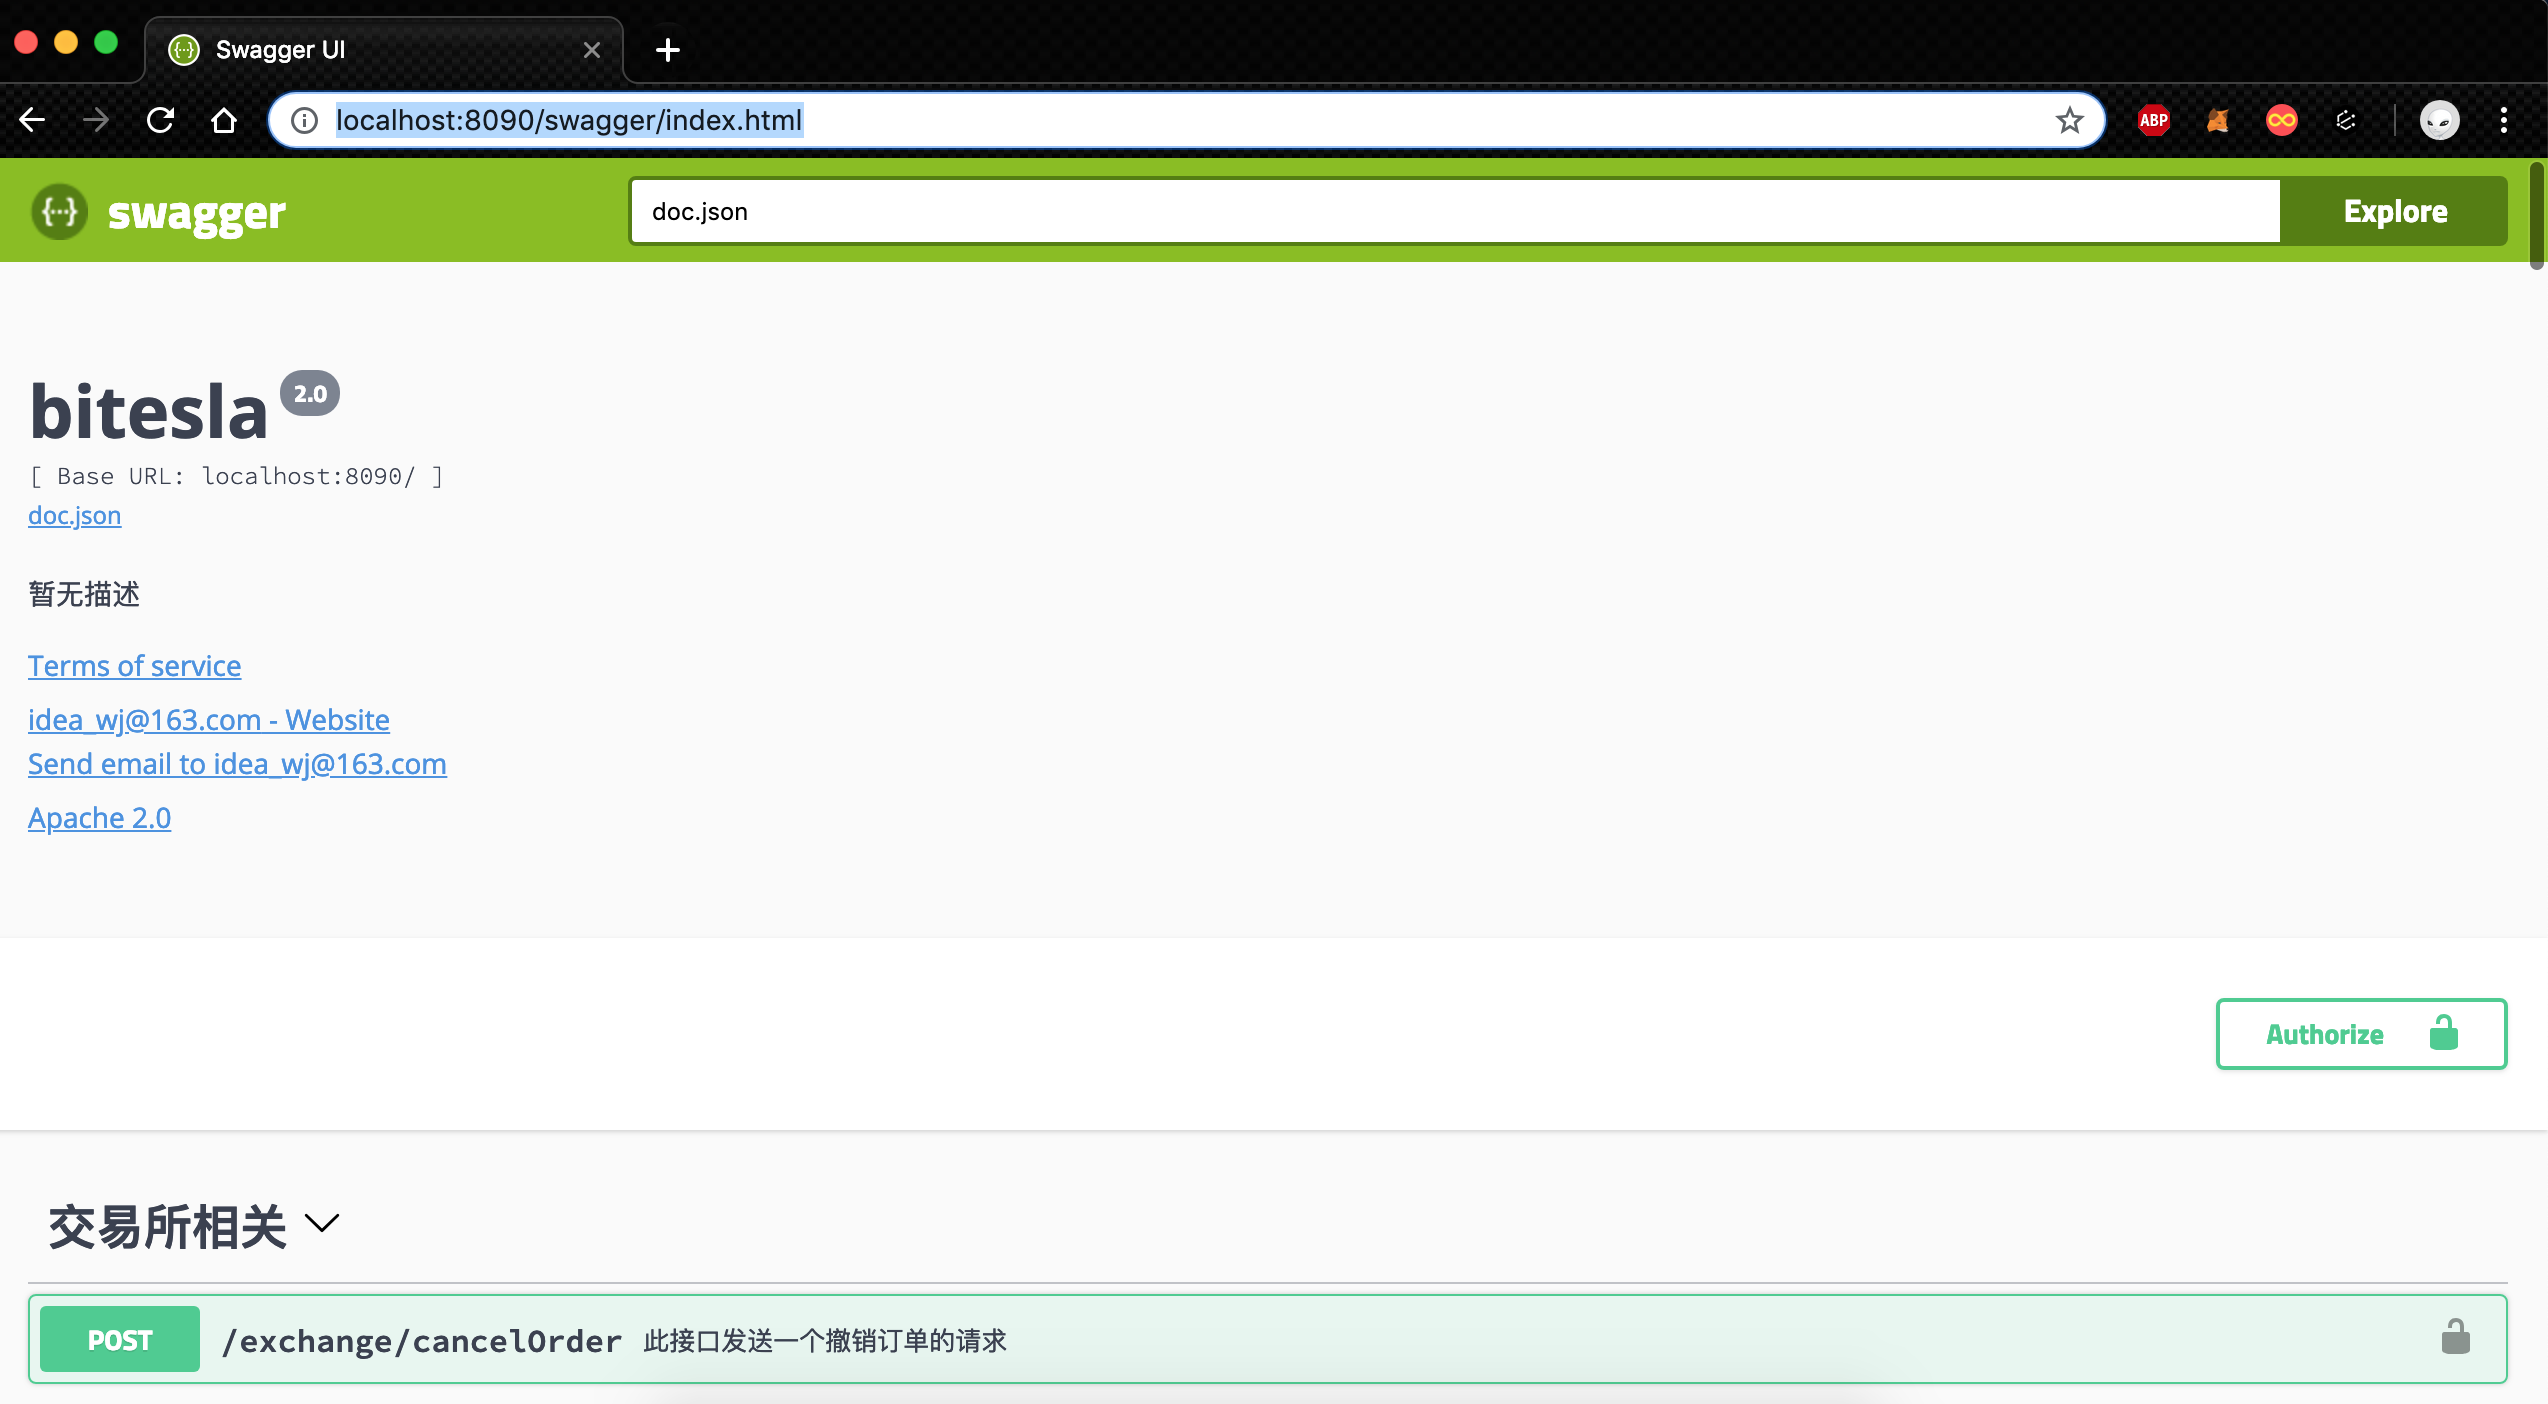 Swagger UI
localhost:8090/swagger/index.html
ABP
{···} swagger
doc.json
Explore
bitesla 2.0
[ Base URL: localhost:8090/ ]
doc.json
暂无描述
Terms of service
idea_wj@163.com - Website
Send email to idea_wj@163.com
Apache 2.0
Authorize
交易所相关
POST /exchange/cancelOrder 此接口发送一个撤销订单的请求